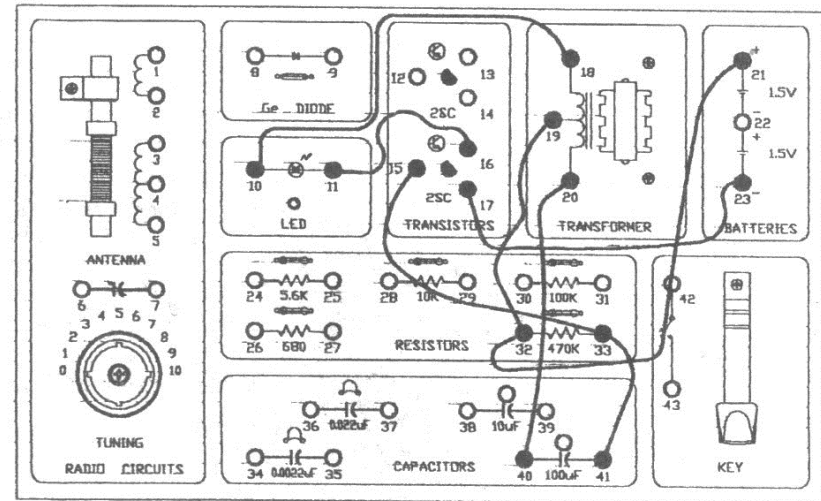 1
2
3
4
5
ANTENNA
6
7
0 1 2 3 4 5 6 7 8 9 10
TUNING
RADIO CIRCUITS
8
9
Ge DIODE
10
11
LED
12
13
14
2SC
15
16
2SC
17
TRANSISTORS
18
19
20
TRANSFORMER
+
21
1.5V
-
22
+
1.5V
23 -
BATTERIES
24 5.6K 25
28 10K 29
30 100K 31
26 680 27
RESISTORS
32 470K 33
36 0.022uF 37
38 10uF 39
34 0.0022uF 35
CAPACITORS
40 100uF 41
42
43
KEY